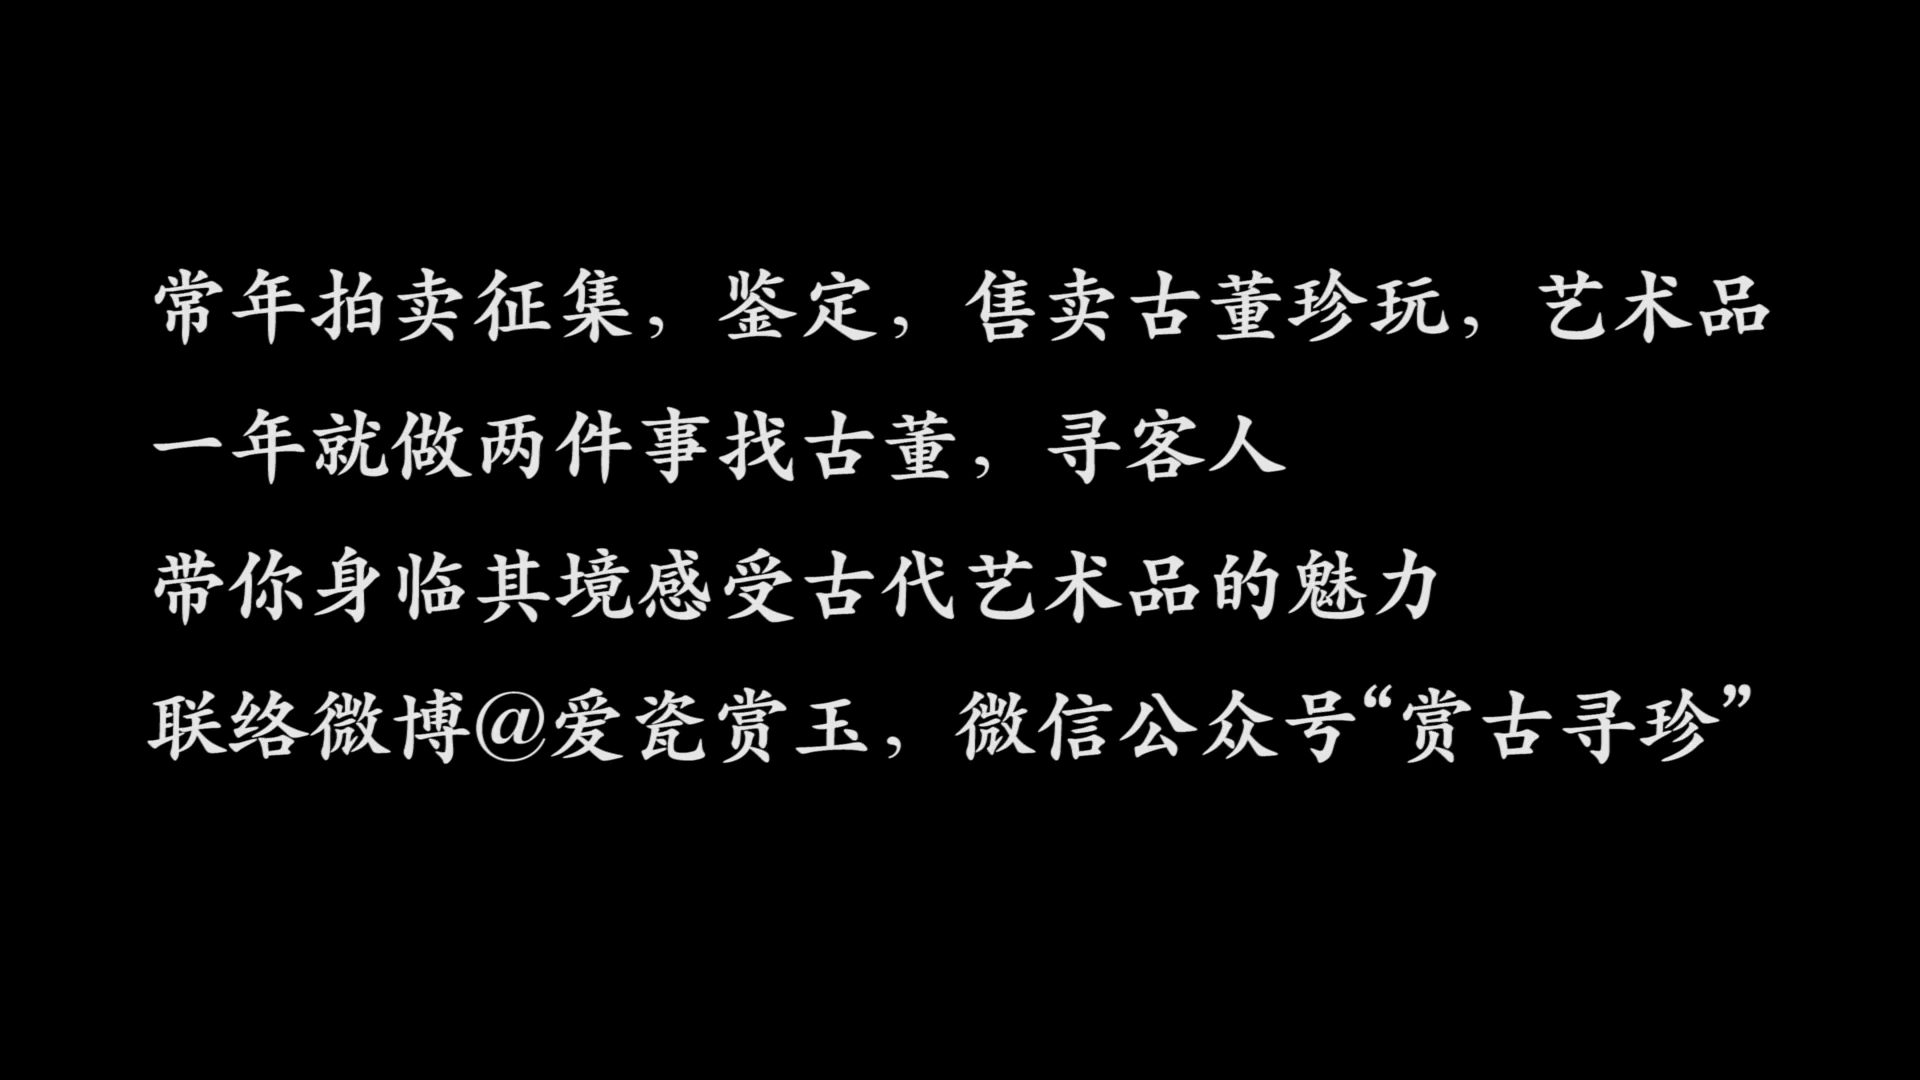 常年拍卖征集，鉴定，售卖古董珍玩，艺术品
一年就做两件事找古董，寻客人
带你身临其境感受古代艺术品的魅力
联络微博@爱瓷赏玉，微信公众号“赏古寻珍”